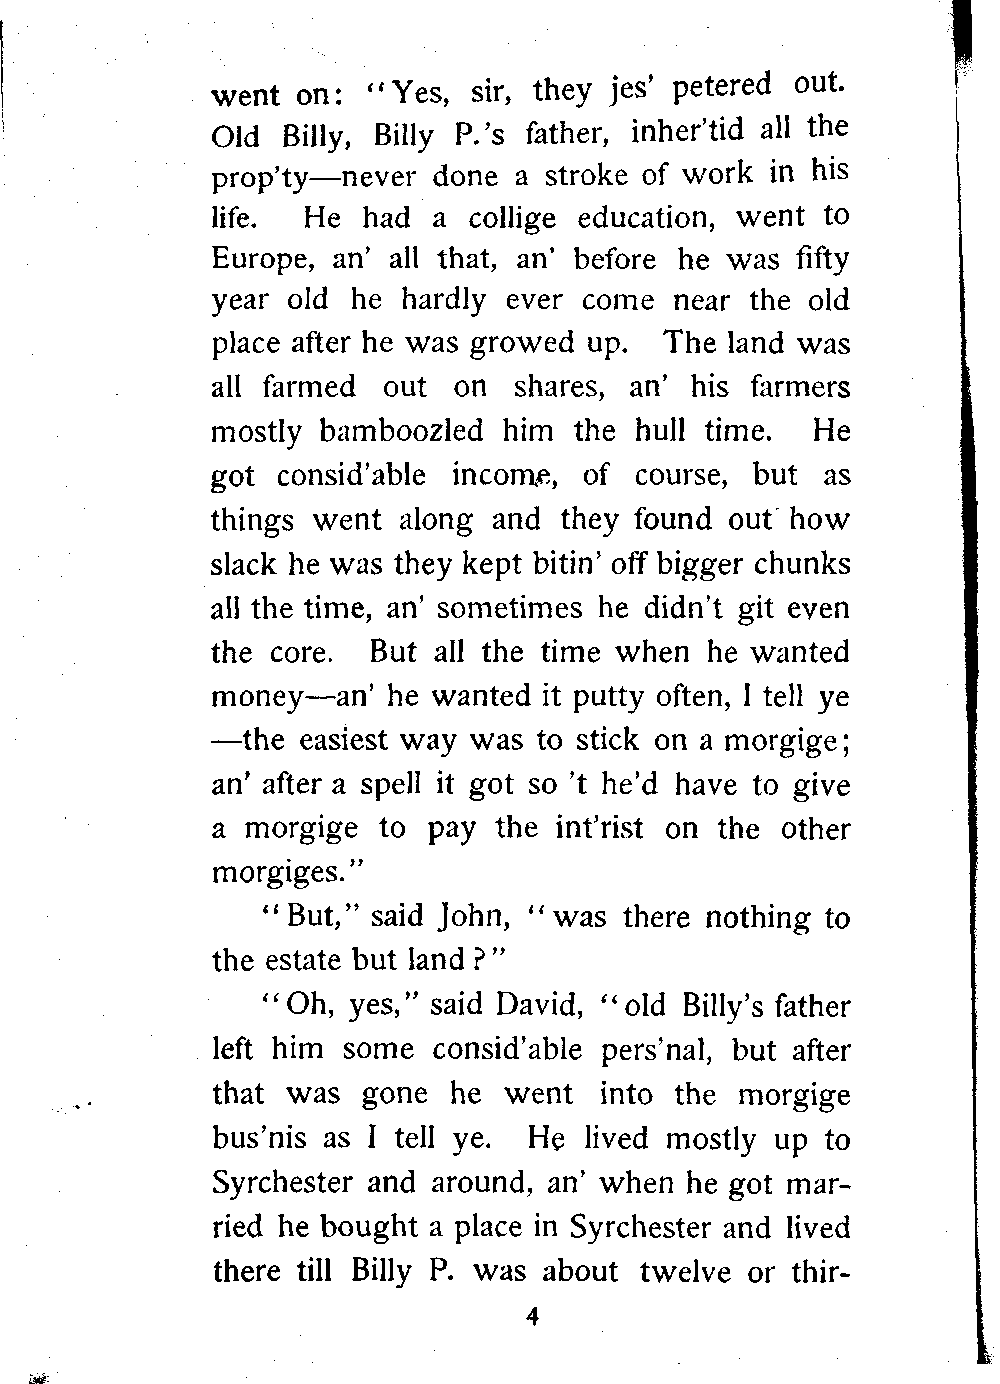 went on: "Yes, sir, they jes' petered out.
Old Billy, Billy P.'s father, inher'tid all the
prop'ty—never done a stroke of work in his
life. He had a collige education, went to
Europe, an' all that, an' before he was fifty
year old he hardly ever come near the old
place after he was growed up. The land was
all farmed out on shares, an' his farmers
mostly bamboozled him the hull time. He
got consid'able income, of course, but as
things went along and they found out how
slack he was they kept bitin' off bigger chunks
all the time, an' sometimes he didn't git even
the core. But all the time when he wanted
money—an' he wanted it putty often, I tell ye
—the easiest way was to stick on a morgige;
an' after a spell it got so 't he'd have to give
a morgige to pay the int'rist on the other
morgiges."
"But," said John, "was there nothing to
the estate but land?"
"Oh, yes," said David, "old Billy's father
left him some consid'able pers'nal, but after
that was gone he went into the morgige
bus'nis as I tell ye. He lived mostly up to
Syrchester and around, an' when he got mar-
ried he bought a place in Syrchester and lived
there till Billy P. was about twelve or thir-
4